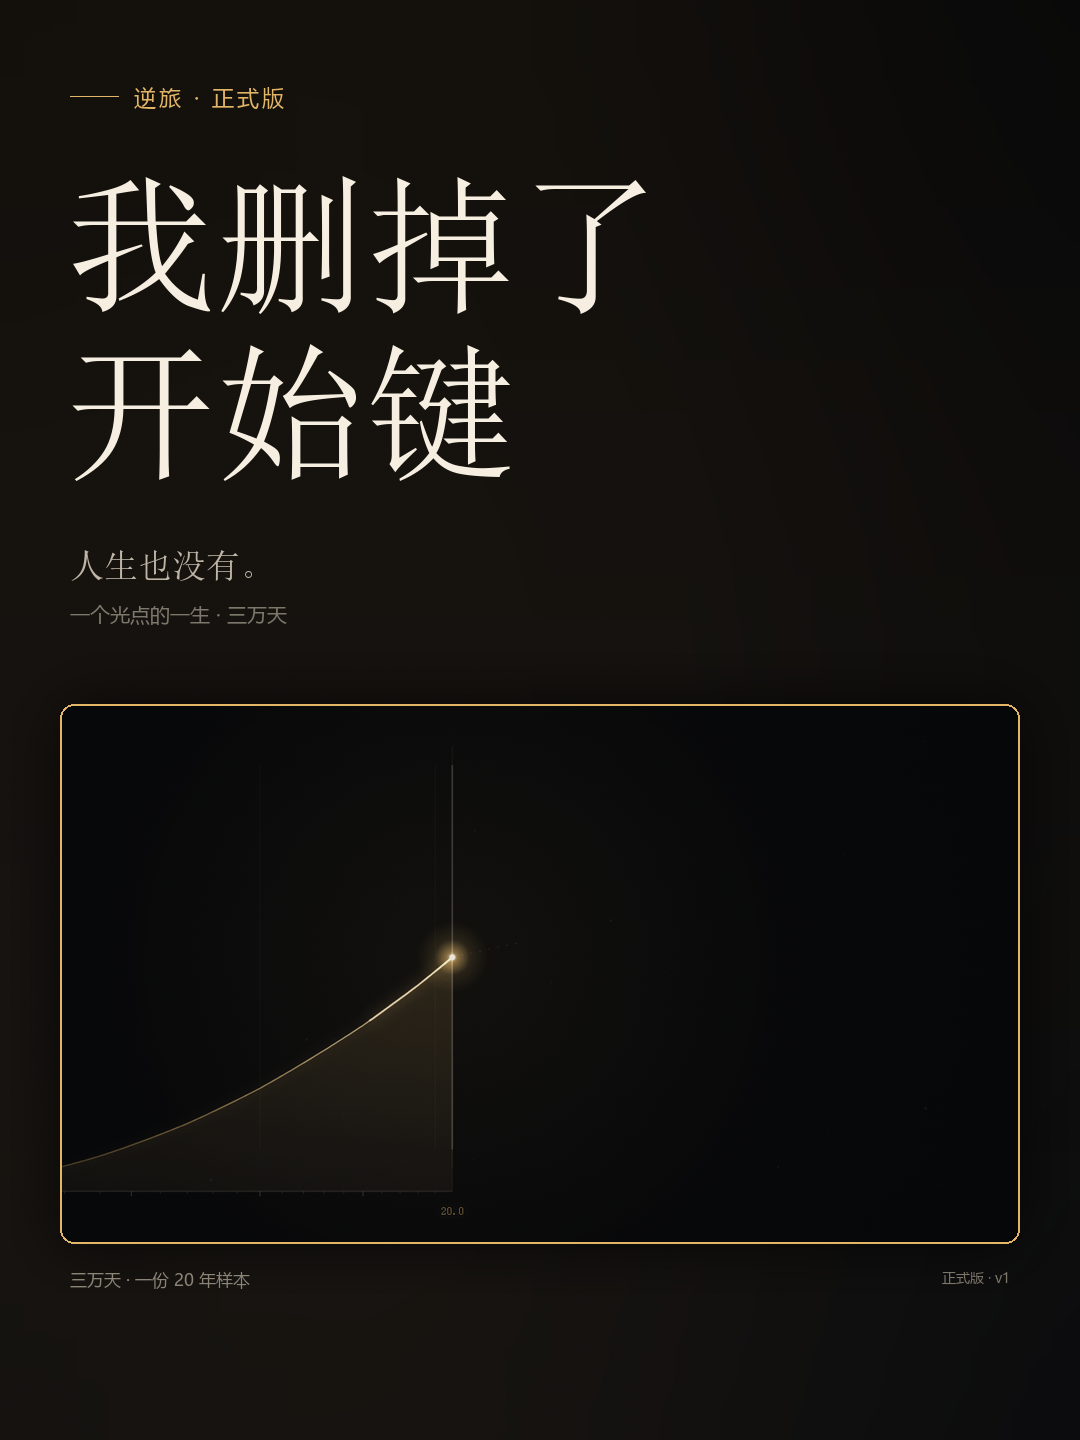 逆旅 · 正式版
我删掉了
开始键
人生也没有。
一个光点的一生 · 三万天
20.0
三万天 · 一份 20 年样本
正式版 · v1